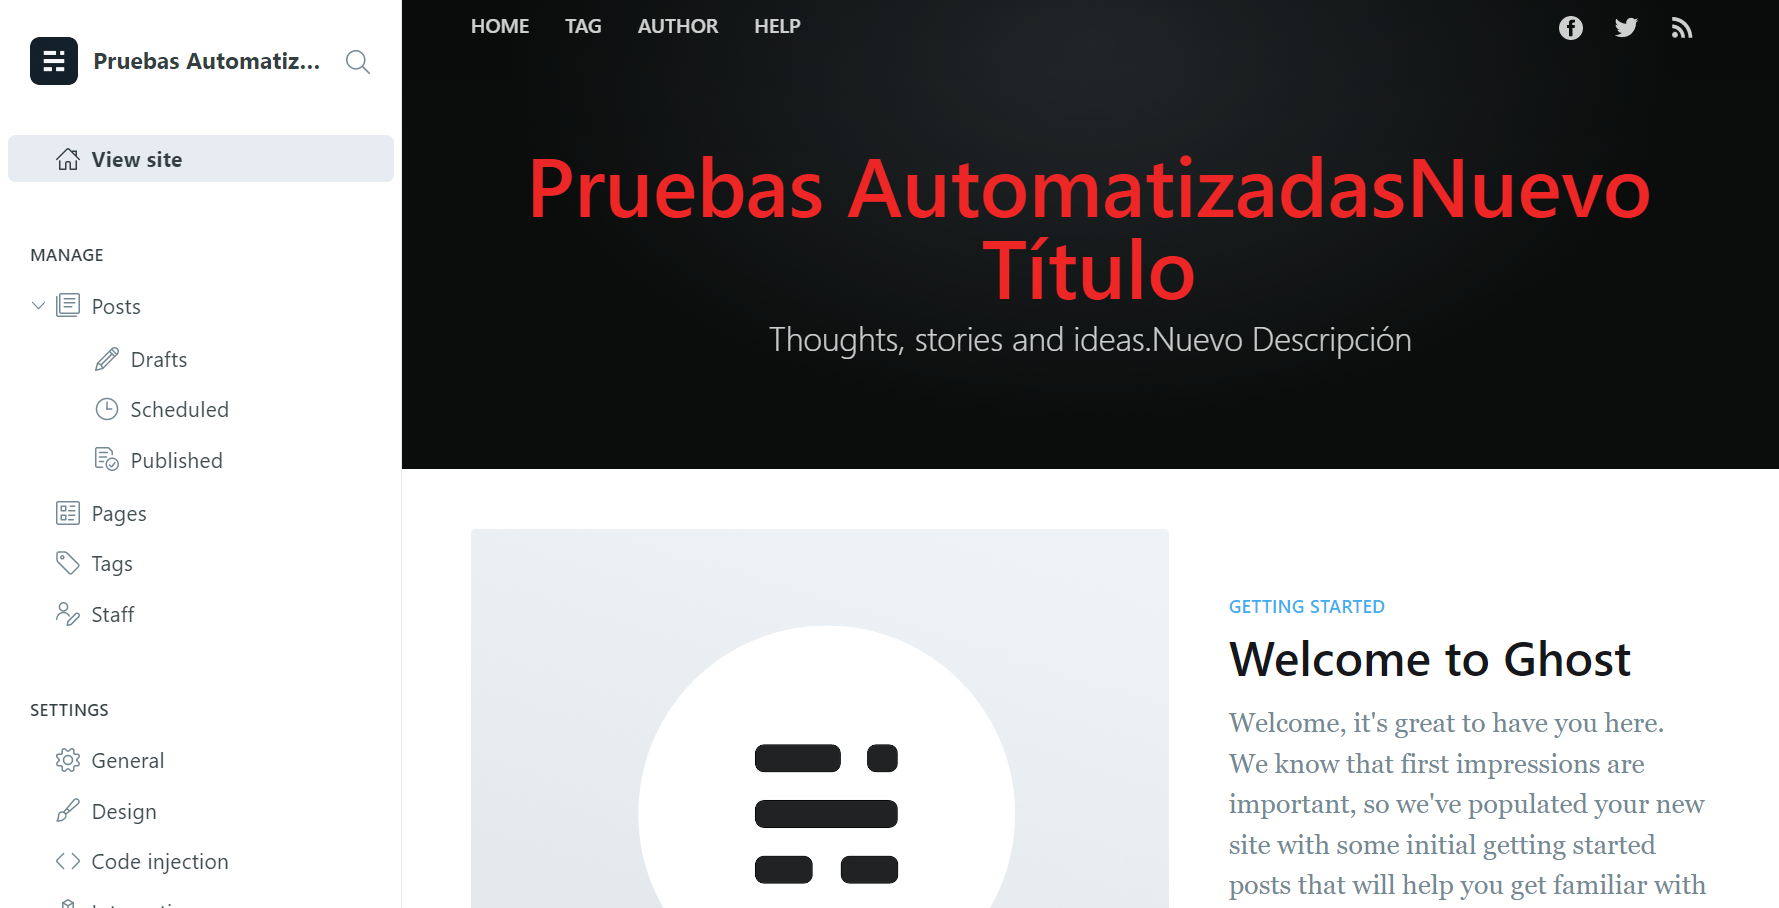 Pruebas Automatiz...
View site
MANAGE
Posts
Drafts
Scheduled
Published
Pages
Tags
Staff
SETTINGS
General
Design
Code injection
HOME TAG AUTHOR HELP
Pruebas AutomatizadasNuevo
Título
Thoughts, stories and ideas.Nuevo Descripción
GETTING STARTED
Welcome to Ghost
Welcome, it's great to have you here.
We know that first impressions are
important, so we've populated your new
site with some initial getting started
posts that will help you get familiar with